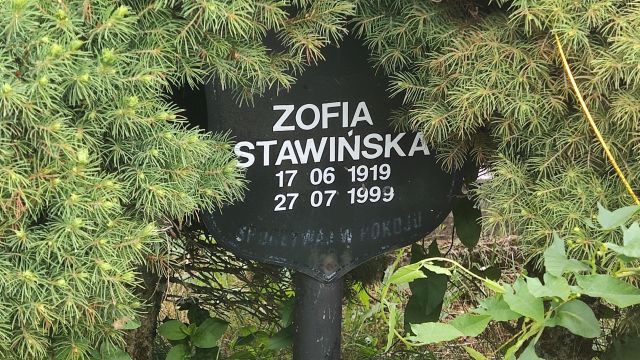 ZOFIA
STAWIŃSKA
17 06 1919
27 07 1999
SPOCZYWAJ W POKOJU